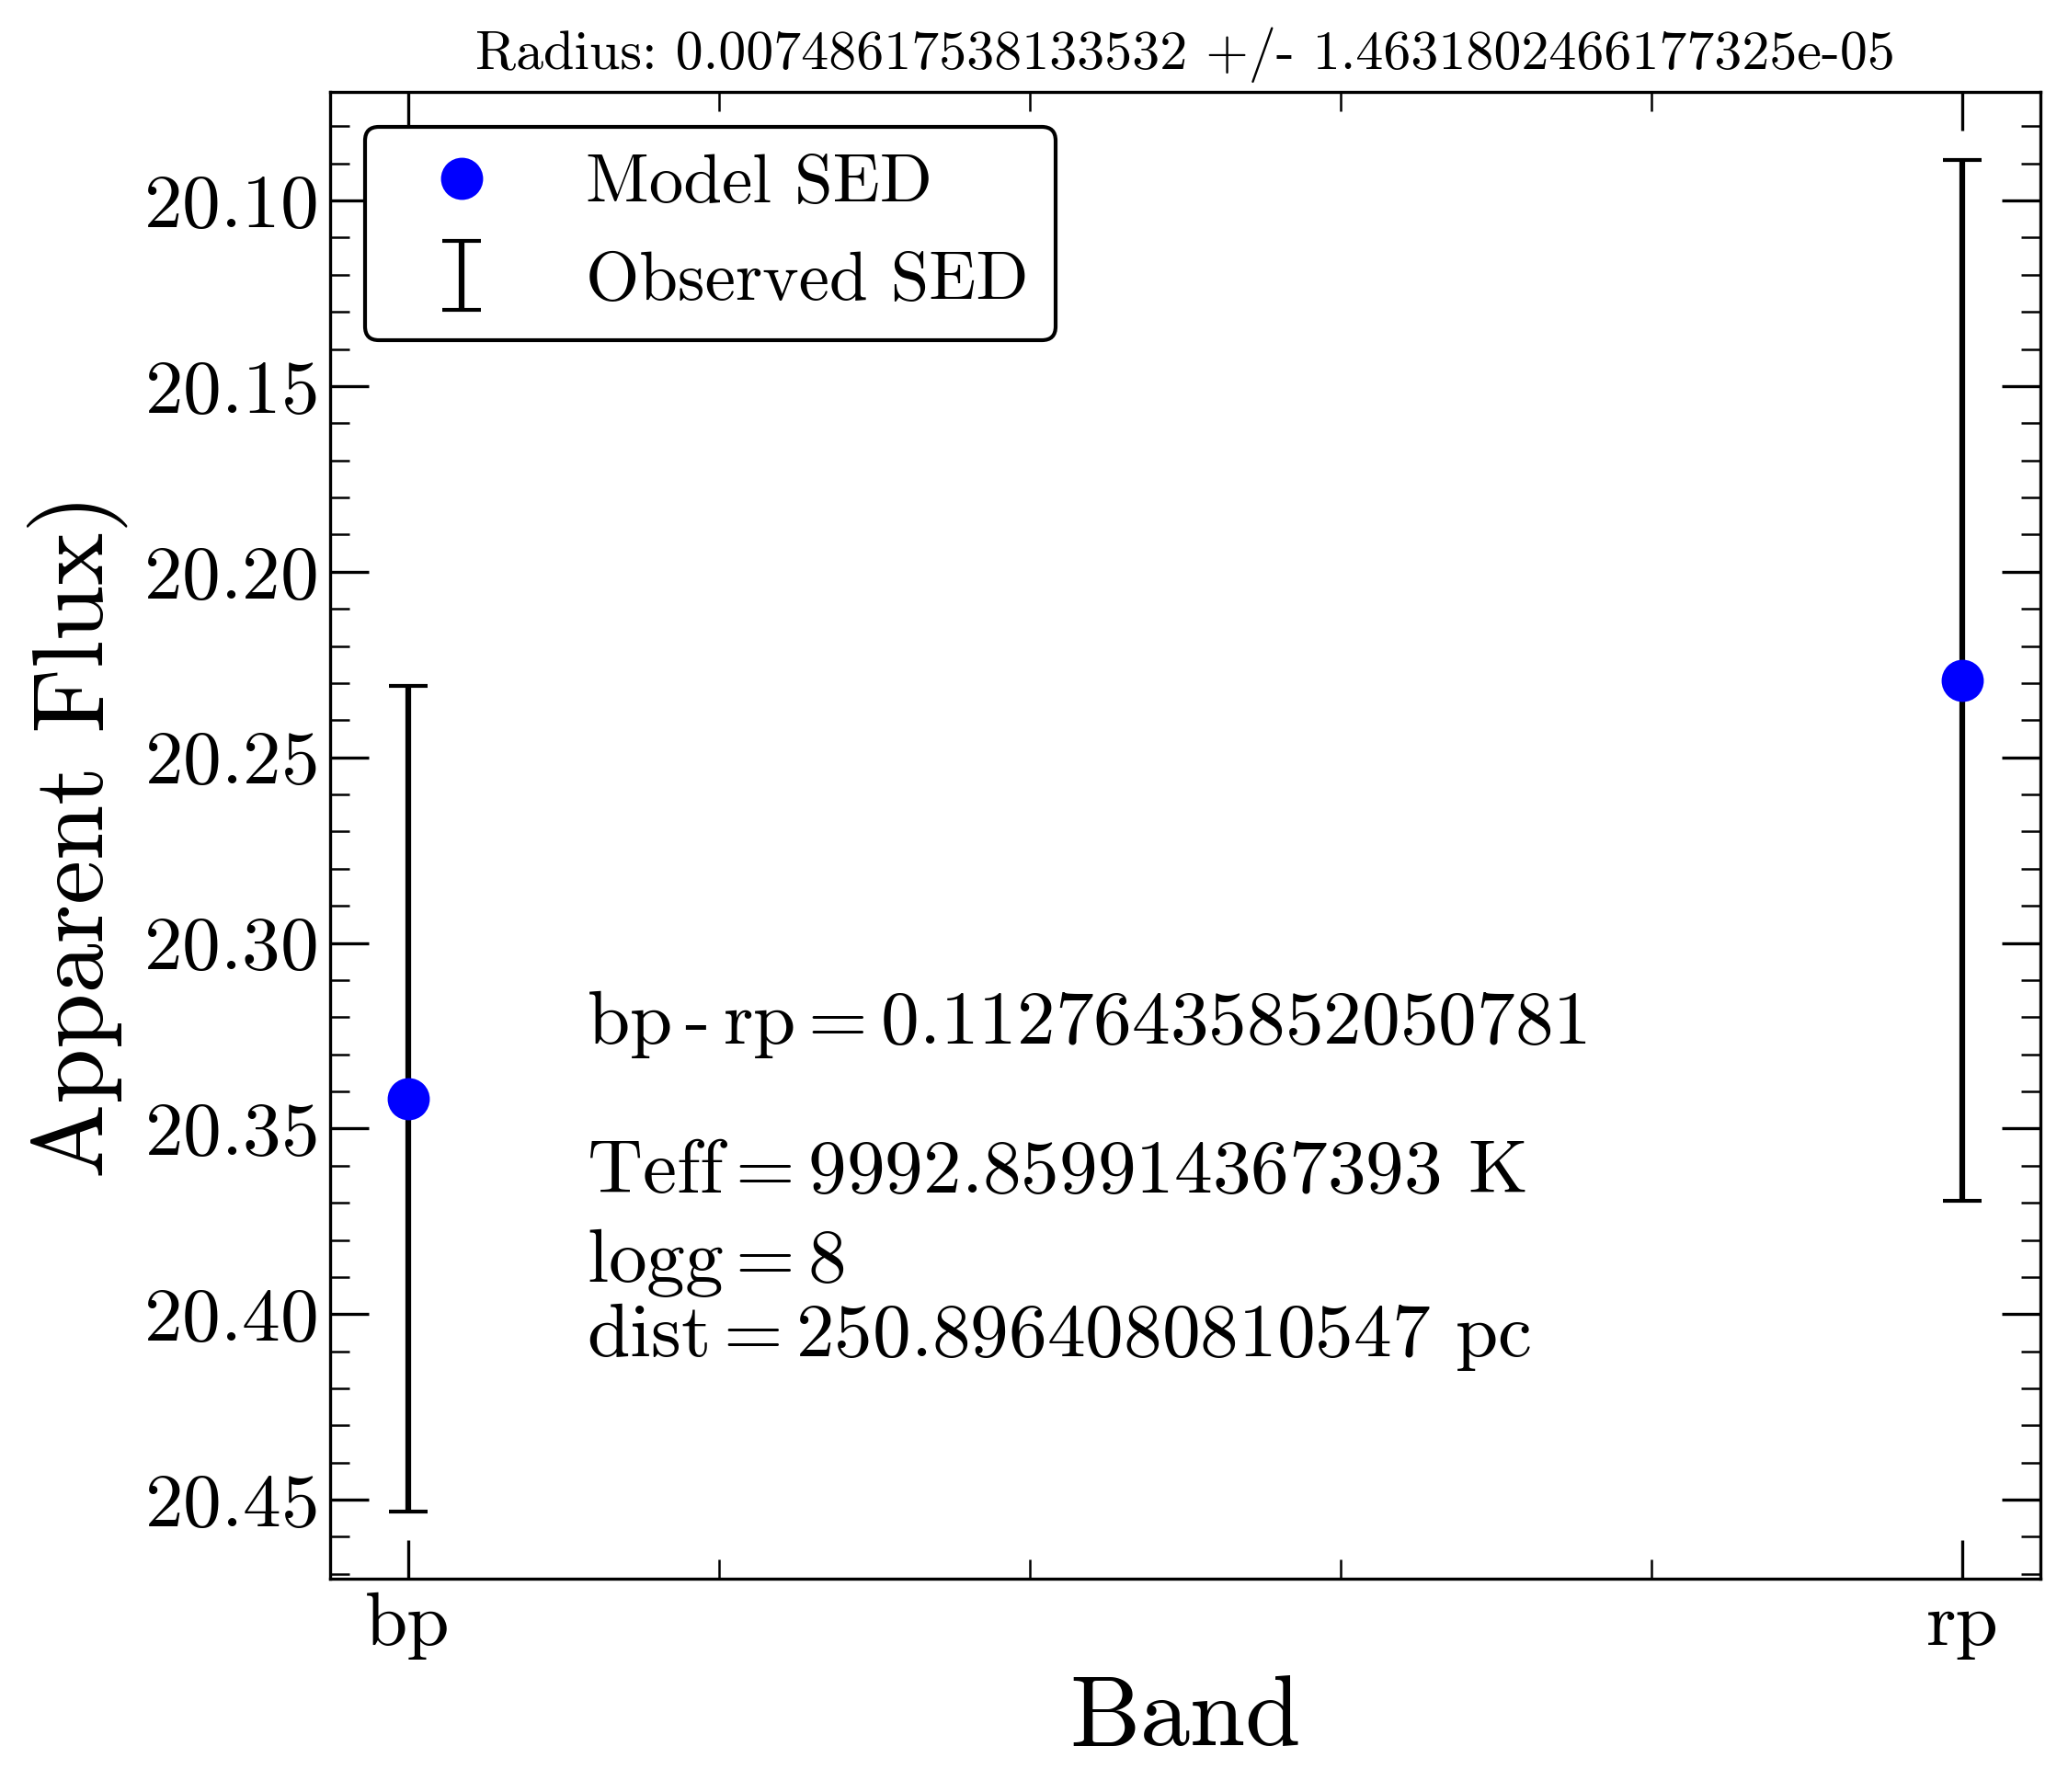 Radius: 0.0074861753813​3532 +/- 1.4631802466177325e-05
Model SED
Observed SED
Apparent Flux)
20.10
20.15
20.20
20.25
20.30
20.35
20.40
20.45
bp - rp = 0.11276435852050781
Teff = 9992.859914367393 K
logg = 8
dist = 250.8964080810547 pc
bp
rp
Band